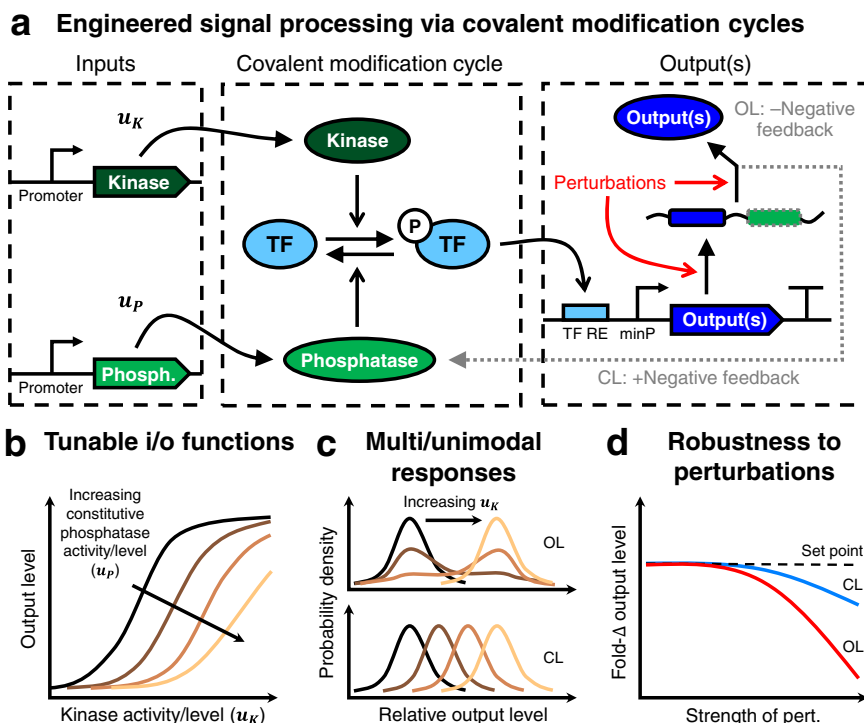 a Engineered signal processing via covalent modification cycles
Inputs
Covalent modification cycle
Output(s)
u_K
Promoter
Kinase
u_P
Promoter
Phosph.
Kinase
TF
P
TF
Phosphatase
Output(s)
OL: –Negative
feedback
Perturbations
TF RE
minP
Output(s)
CL: +Negative feedback
b Tunable i/o functions
Increasing
constitutive
phosphatase
activity/level
(u_P)
Output level
Kinase activity/level (u_K)
c Multi/unimodal
responses
Increasing u_K
OL
CL
Probability density
Relative output level
d Robustness to
perturbations
Set point
CL
OL
Fold-Δ output level
Strength of pert.